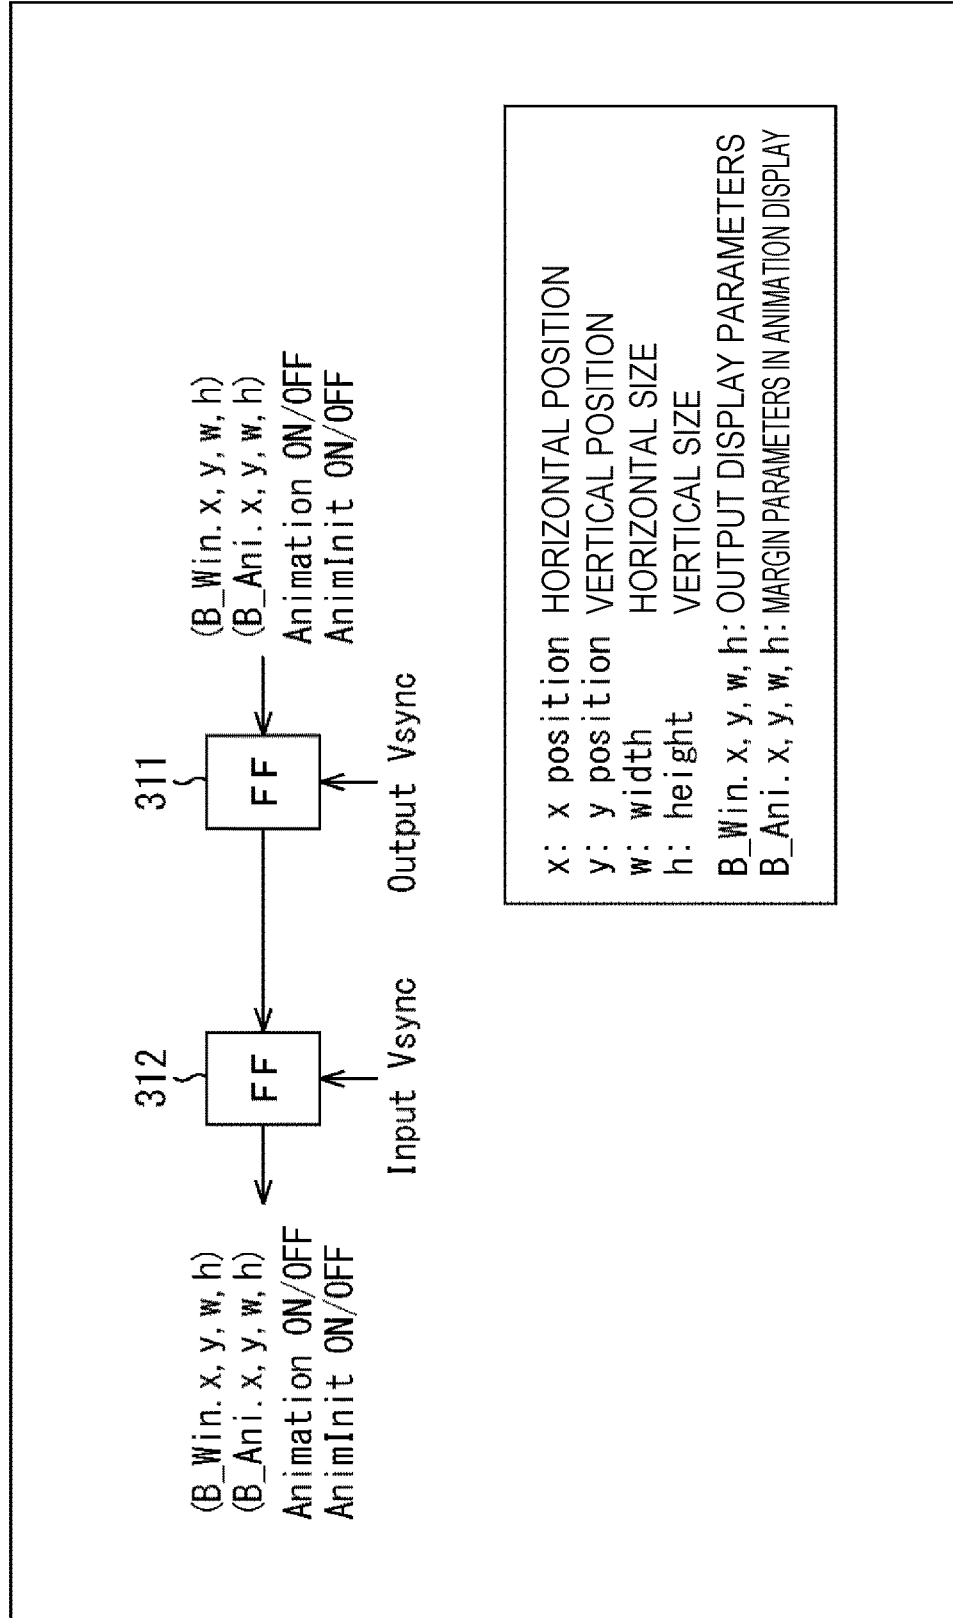 (B_Win. x, y, w, h)
(B_Ani. x, y, w, h)
Animation ON/OFF
AnimInit ON/OFF
312
FF
Input Vsync
311
FF
Output Vsync
(B_Win. x, y, w, h)
(B_Ani. x, y, w, h)
Animation ON/OFF
AnimInit ON/OFF
x: x position HORIZONTAL POSITION
y: y position VERTICAL POSITION
w: width HORIZONTAL SIZE
h: height VERTICAL SIZE
B_Win. x, y, w, h: OUTPUT DISPLAY PARAMETERS
B_Ani. x, y, w, h: MARGIN PARAMETERS IN ANIMATION DISPLAY